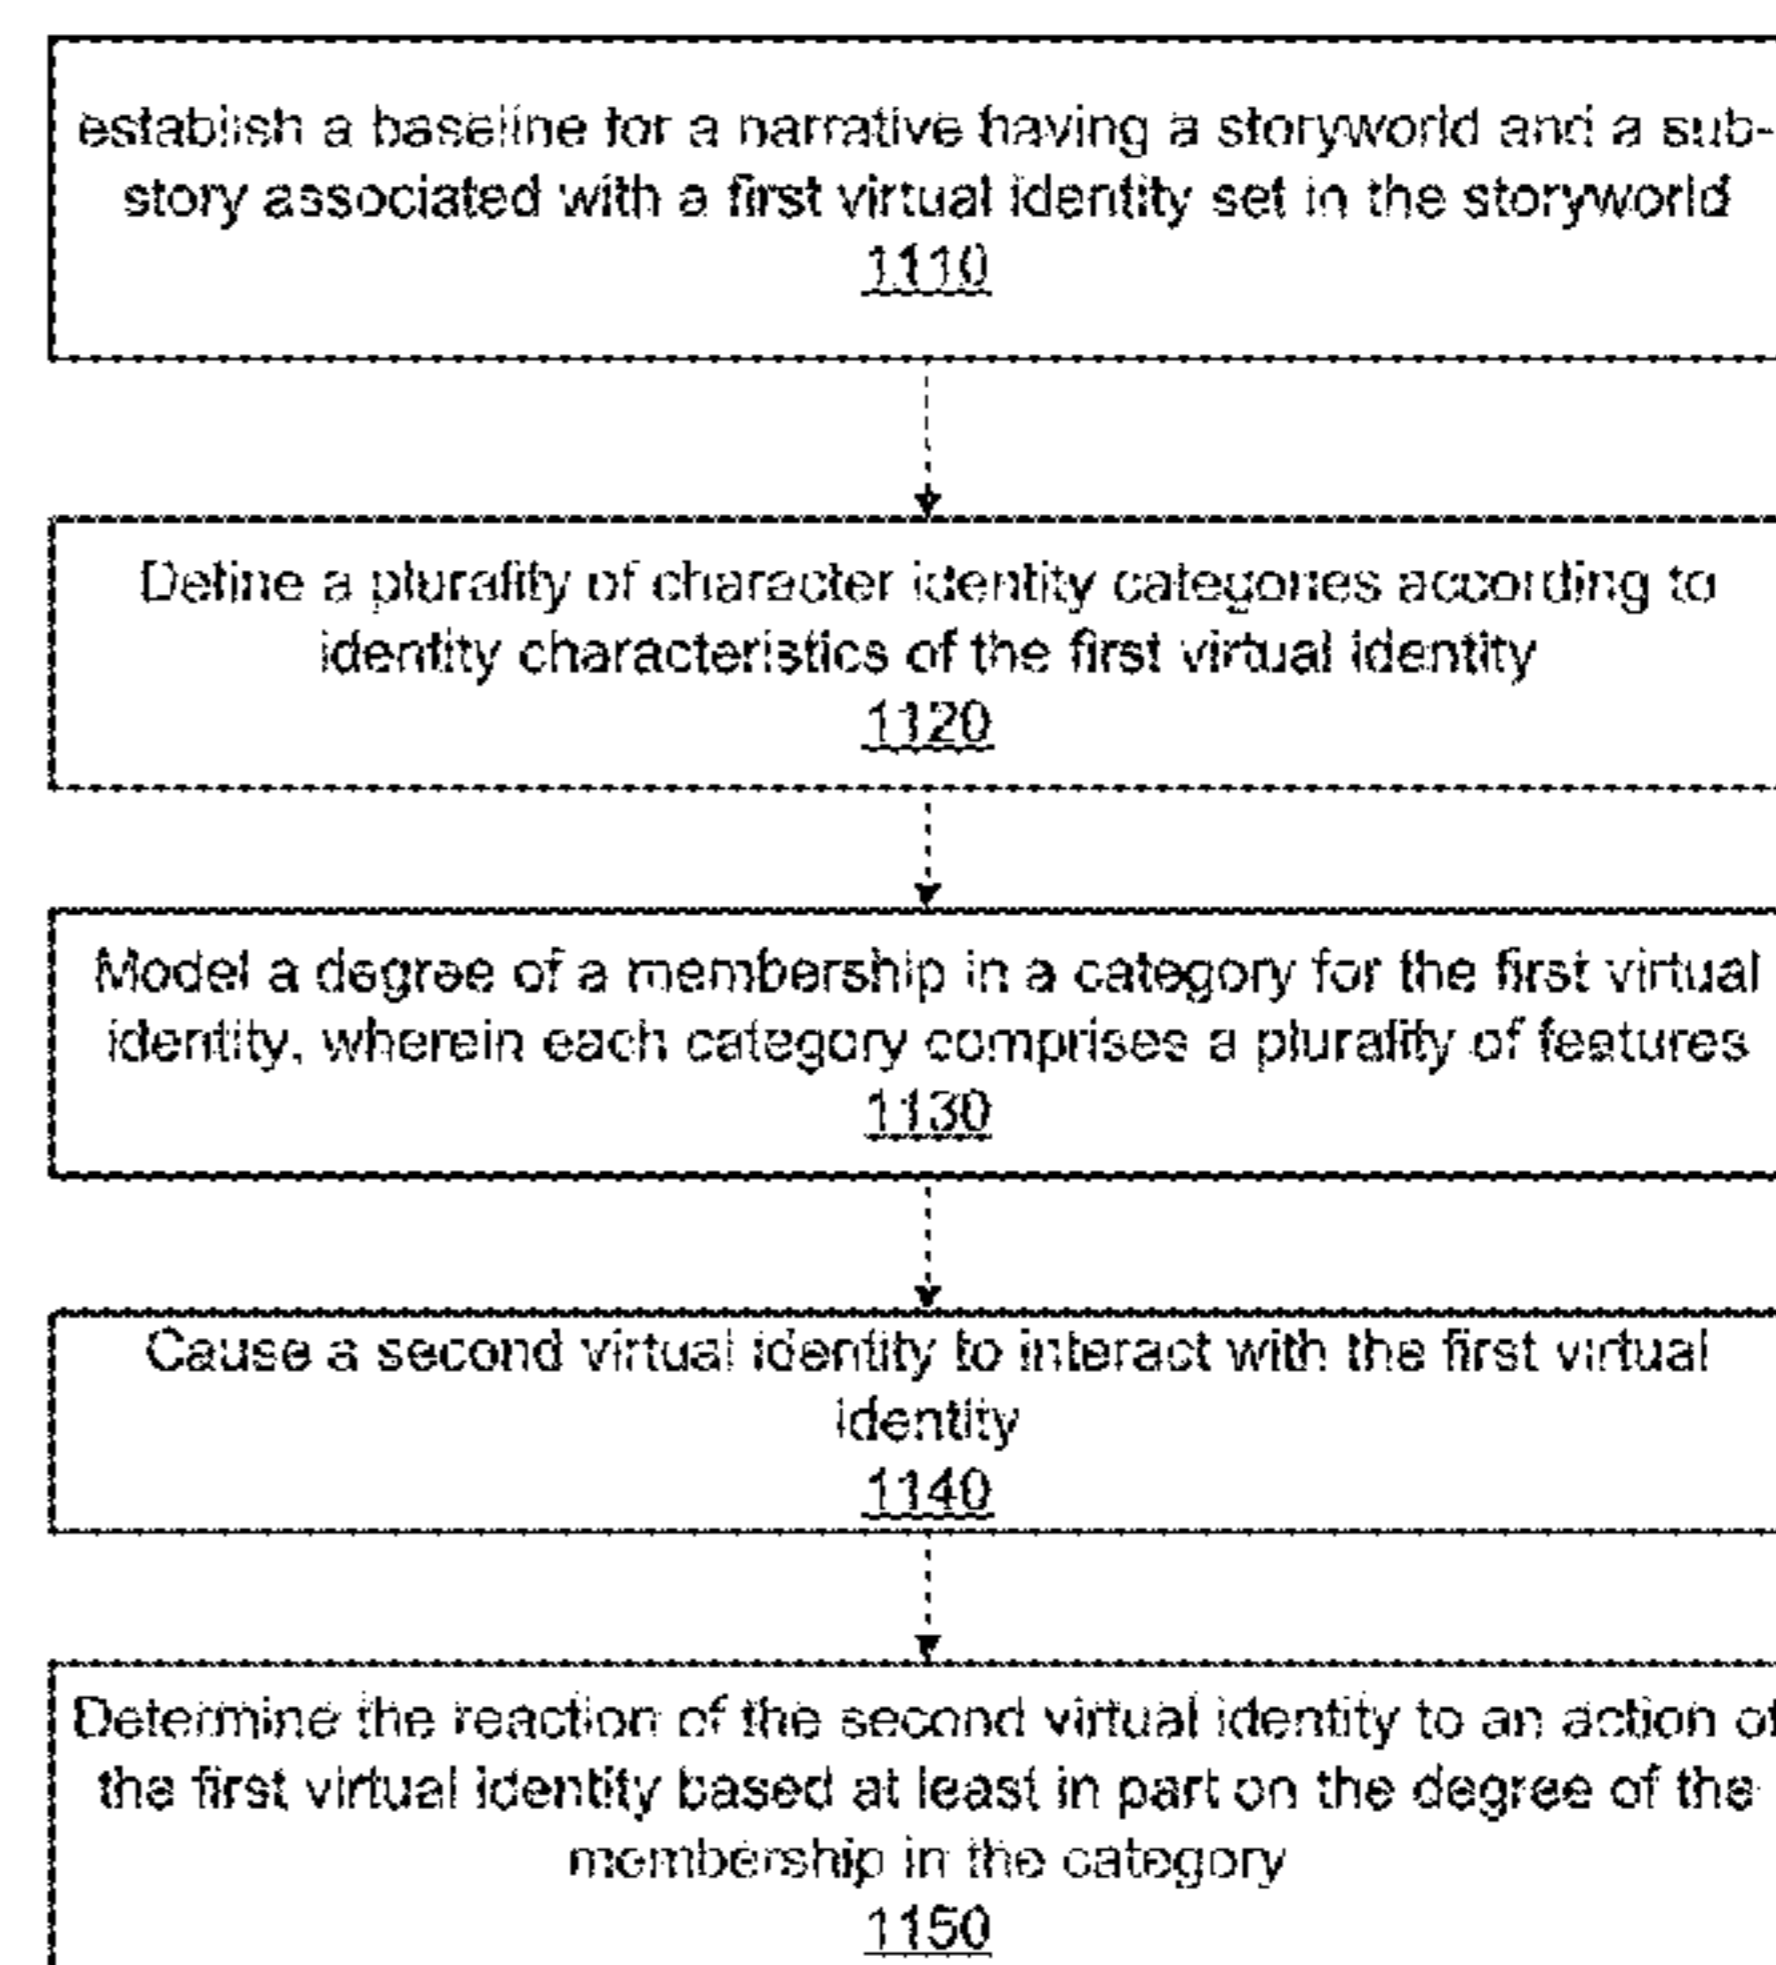 establish a baseline for a narrative having a storyworld and a sub-
story associated with a first virtual identity set in the storyworld
1110
Define a plurality of character identity categories according to
identity characteristics of the first virtual identity
1120
Model a degree of a membership in a category for the first virtual
identity, wherein each category comprises a plurality of features
1130
Cause a second virtual identity to interact with the first virtual
identity
1140
Determine the reaction of the second virtual identity to an action of
the first virtual identity based at least in part on the degree of the
membership in the category
1150